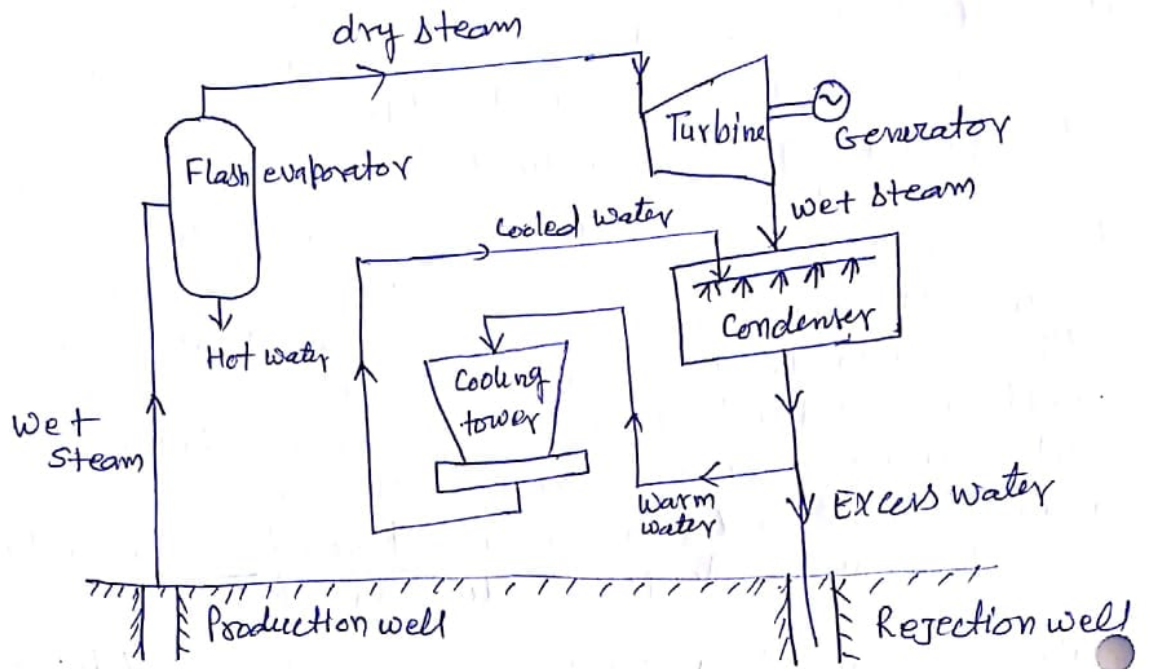 dry steam
Turbine
Generator
Flash evaporator
wet steam
Cooled water
Condenser
Hot water
Cooling
tower
Wet
Steam
Warm
water
Excess water
Production well
Rejection well